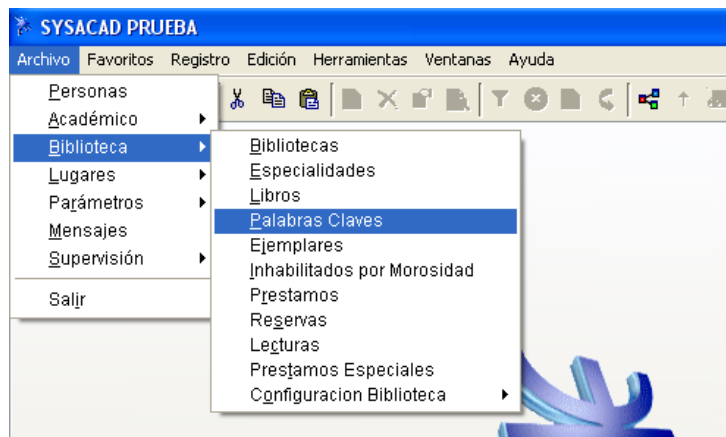 SYSACAD PRUEBA
Archivo Favoritos Registro Edición Herramientas Ventanas Ayuda
Personas
Académico
Biblioteca
Lugares
Parámetros
Mensajes
Supervisión
Salir
Bibliotecas
Especialidades
Libros
Palabras Claves
Ejemplares
Inhabilitados por Morosidad
Prestamos
Reservas
Lecturas
Prestamos Especiales
Configuracion Biblioteca